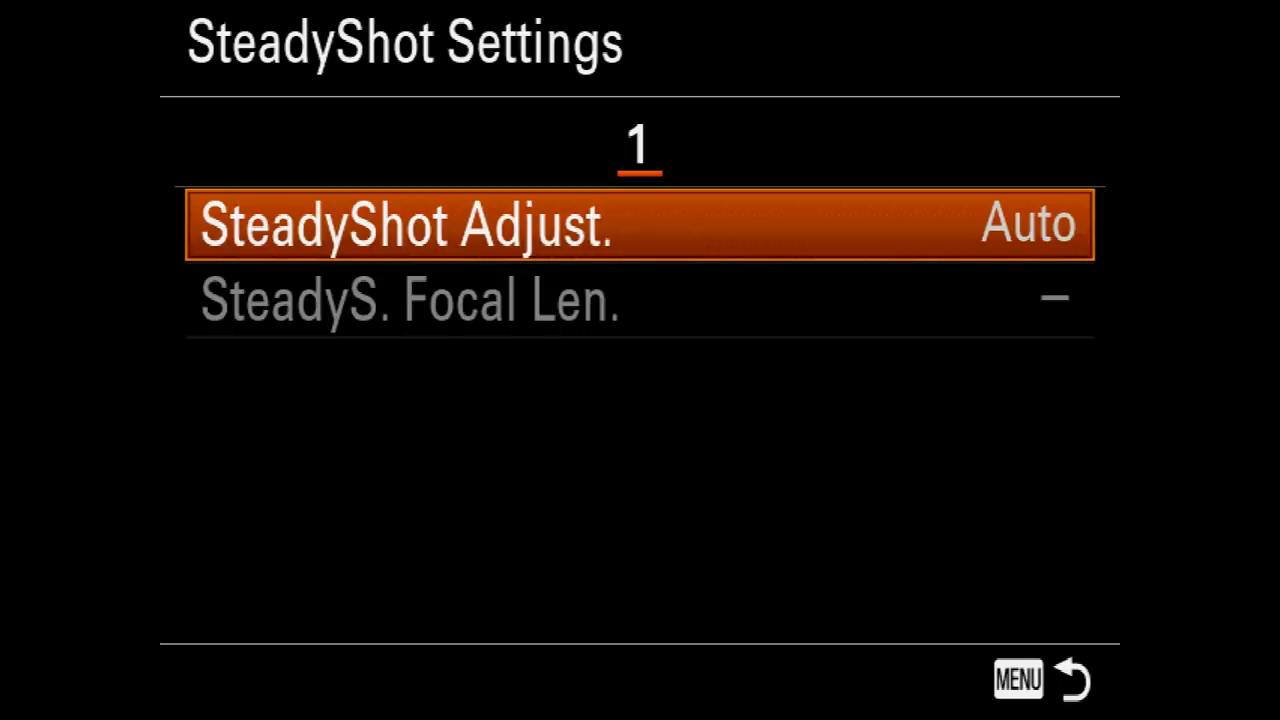 SteadyShot Settings
1
SteadyShot Adjust. Auto
SteadyS. Focal Len. –
MENU